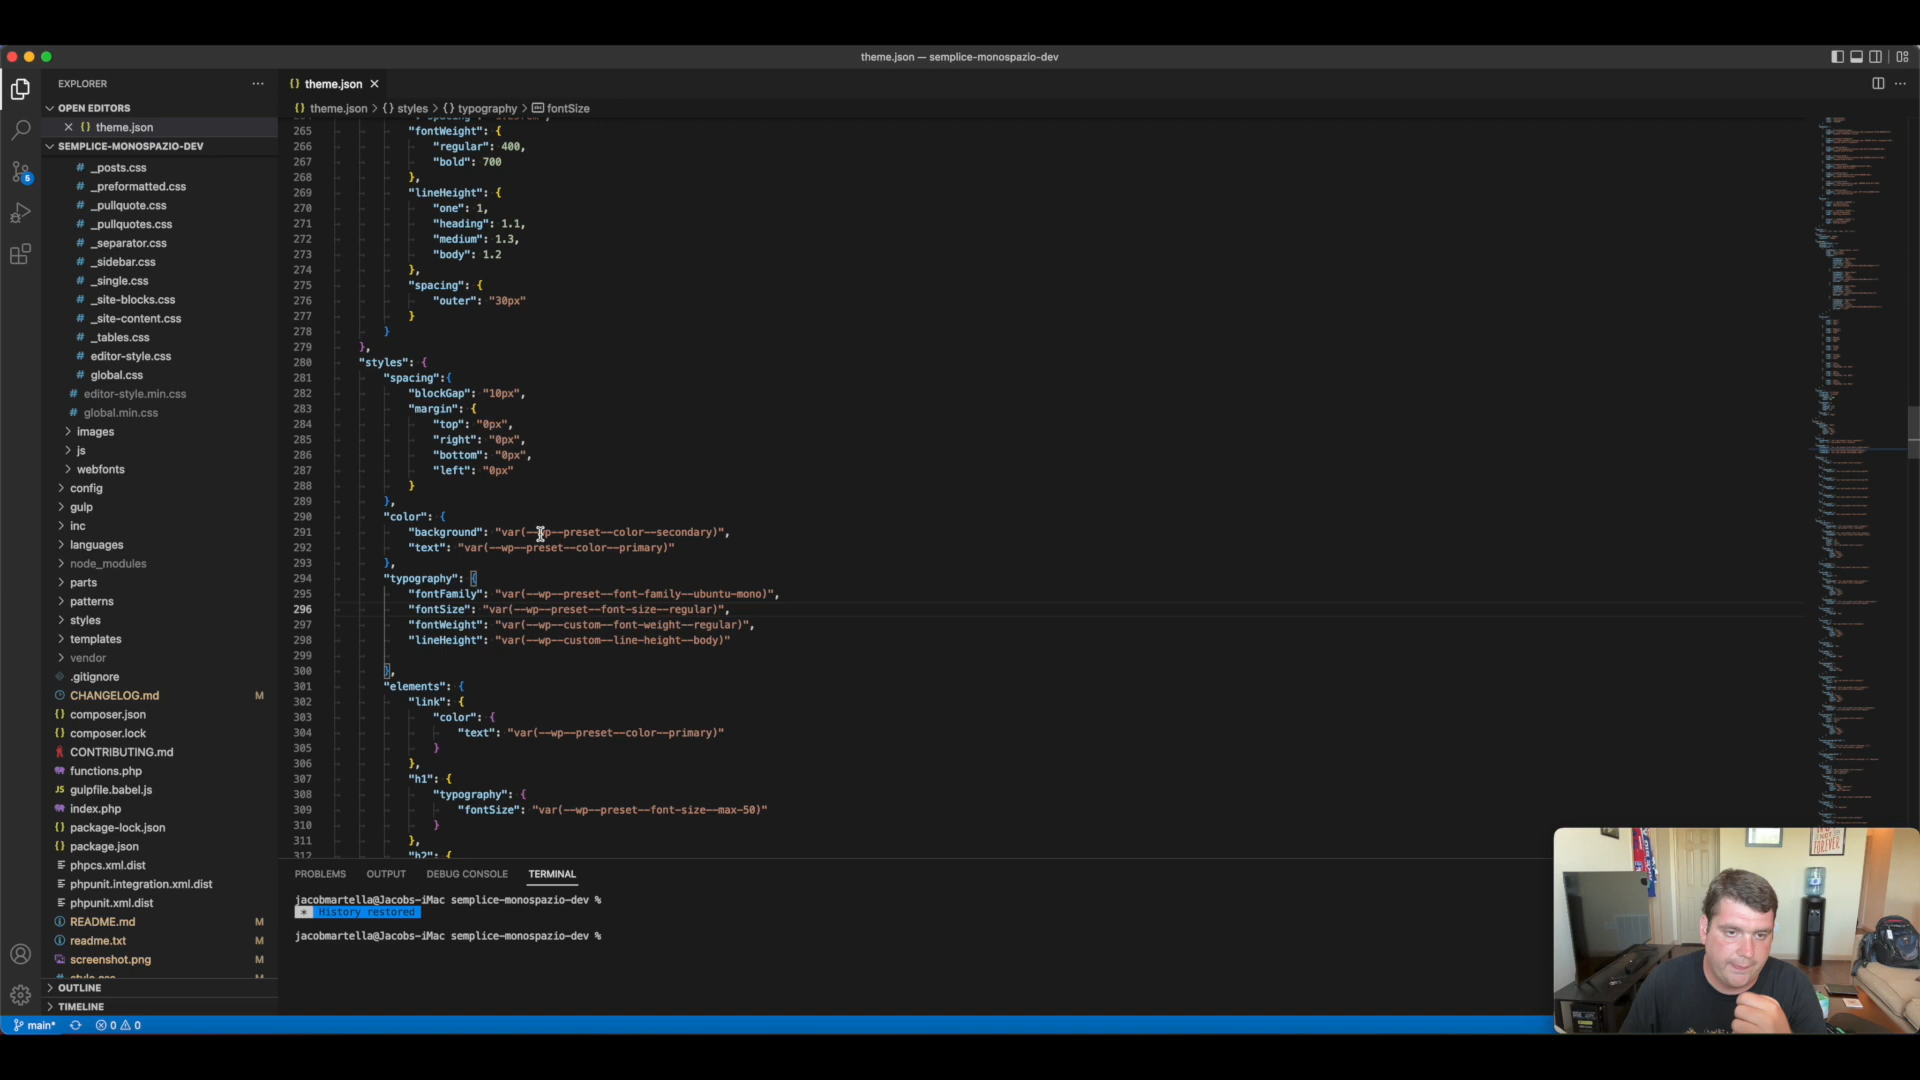 theme.json — semplice-monospazio-dev
EXPLORER
theme.json
OPEN EDITORS
theme.json > {} styles > {} typography > fontSize
{} theme.json
SEMPLICE-MONOSPAZIO-DEV
# _posts.css
# _preformatted.css
# _pullquote.css
# _pullquotes.css
# _separator.css
# _sidebar.css
# _single.css
# _site-blocks.css
# _site-content.css
# _tables.css
# editor-style.css
# global.css
# editor-style.min.css
# global.min.css
images
js
webfonts
config
gulp
inc
languages
node_modules
parts
patterns
styles
templates
vendor
.gitignore
CHANGELOG.md M
{} composer.json
{} composer.lock
CONTRIBUTING.md
functions.php
JS gulpfile.babel.js
index.php
{} package-lock.json
{} package.json
phpcs.xml.dist
phpunit.integration.xml.dist
phpunit.xml.dist
README.md M
readme.txt M
screenshot.png M
style.css M
OUTLINE
TIMELINE
5
265 "fontWeight": {
266 "regular": 400,
267 "bold": 700
268 },
269 "lineHeight": {
270 "one": 1,
271 "heading": 1.1,
272 "medium": 1.3,
273 "body": 1.2
274 },
275 "spacing": {
276 "outer": "30px"
277 }
278 }
279 },
280 "styles": {
281 "spacing":{
282 "blockGap": "10px",
283 "margin": {
284 "top": "0px",
285 "right": "0px",
286 "bottom": "0px",
287 "left": "0px"
288 }
289 },
290 "color": {
291 "background": "var(--wp--preset--color--secondary)",
292 "text": "var(--wp--preset--color--primary)"
293 },
294 "typography": {
295 "fontFamily": "var(--wp--preset--font-family--ubuntu-mono)",
296 "fontSize": "var(--wp--preset--font-size--regular)",
297 "fontWeight": "var(--wp--custom--font-weight--regular)",
298 "lineHeight": "var(--wp--custom--line-height--body)"
299
300 },
301 "elements": {
302 "link": {
303 "color": {
304 "text": "var(--wp--preset--color--primary)"
305 }
306 },
307 "h1": {
308 "typography": {
309 "fontSize": "var(--wp--preset--font-size--max-50)"
310 }
311 },
312 "h2": {
PROBLEMS OUTPUT DEBUG CONSOLE TERMINAL
jacobmartella@Jacobs-iMac semplice-monospazio-dev %
* History restored
jacobmartella@Jacobs-iMac semplice-monospazio-dev %
main* 0 0
NOT
FOREVER